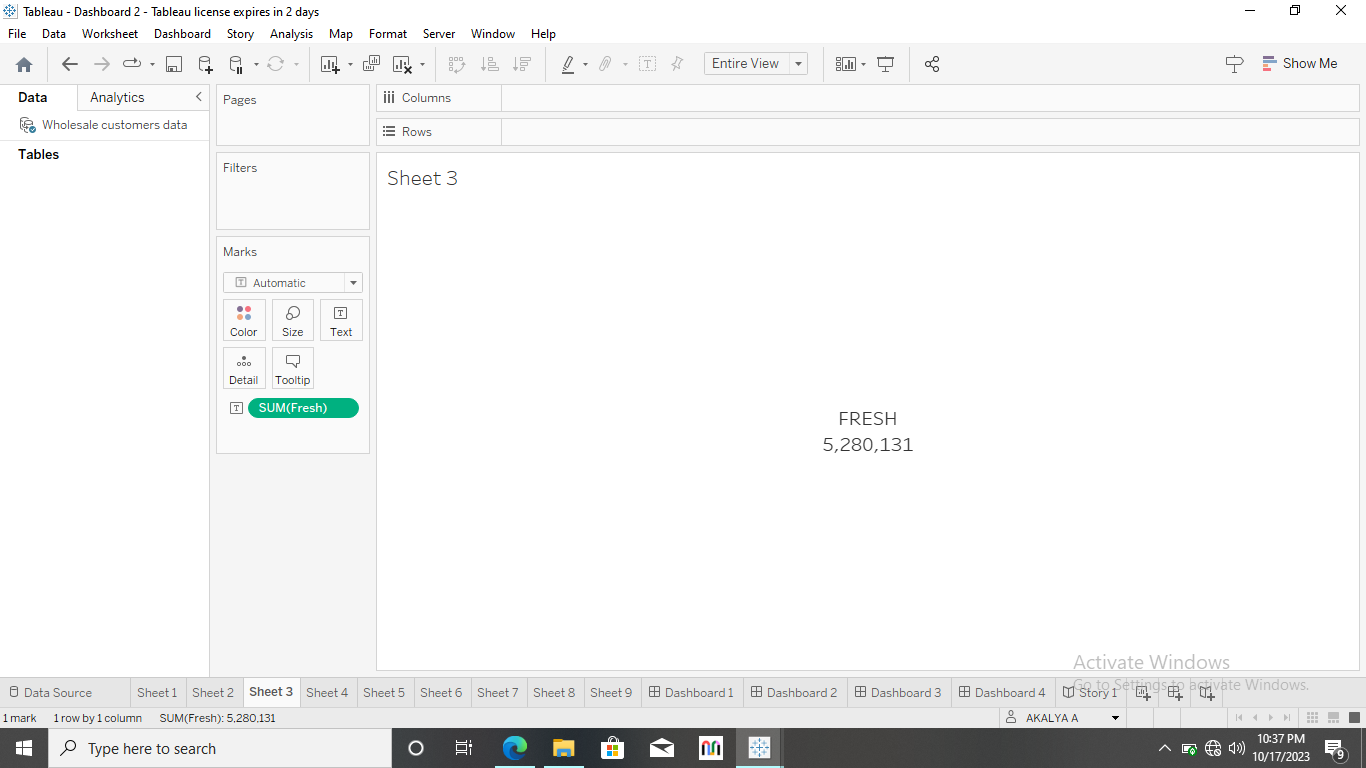 Tableau - Dashboard 2 - Tableau license expires in 2 days
File Data Worksheet Dashboard Story Analysis Map Format Server Window Help
Entire View
Show Me
Data Analytics
Wholesale customers data
Tables
Pages
Columns
Rows
Filters
Sheet 3
Marks
Automatic
Color Size Text
Detail Tooltip
SUM(Fresh)
FRESH
5,280,131
Activate Windows
Go to Settings to activate Windows.
Data Source Sheet 1 Sheet 2 Sheet 3 Sheet 4 Sheet 5 Sheet 6 Sheet 7 Sheet 8 Sheet 9 Dashboard 1 Dashboard 2 Dashboard 3 Dashboard 4 Story 1
1 mark 1 row by 1 column SUM(Fresh): 5,280,131 AKALYA A
Type here to search
10:37 PM
10/17/2023
9